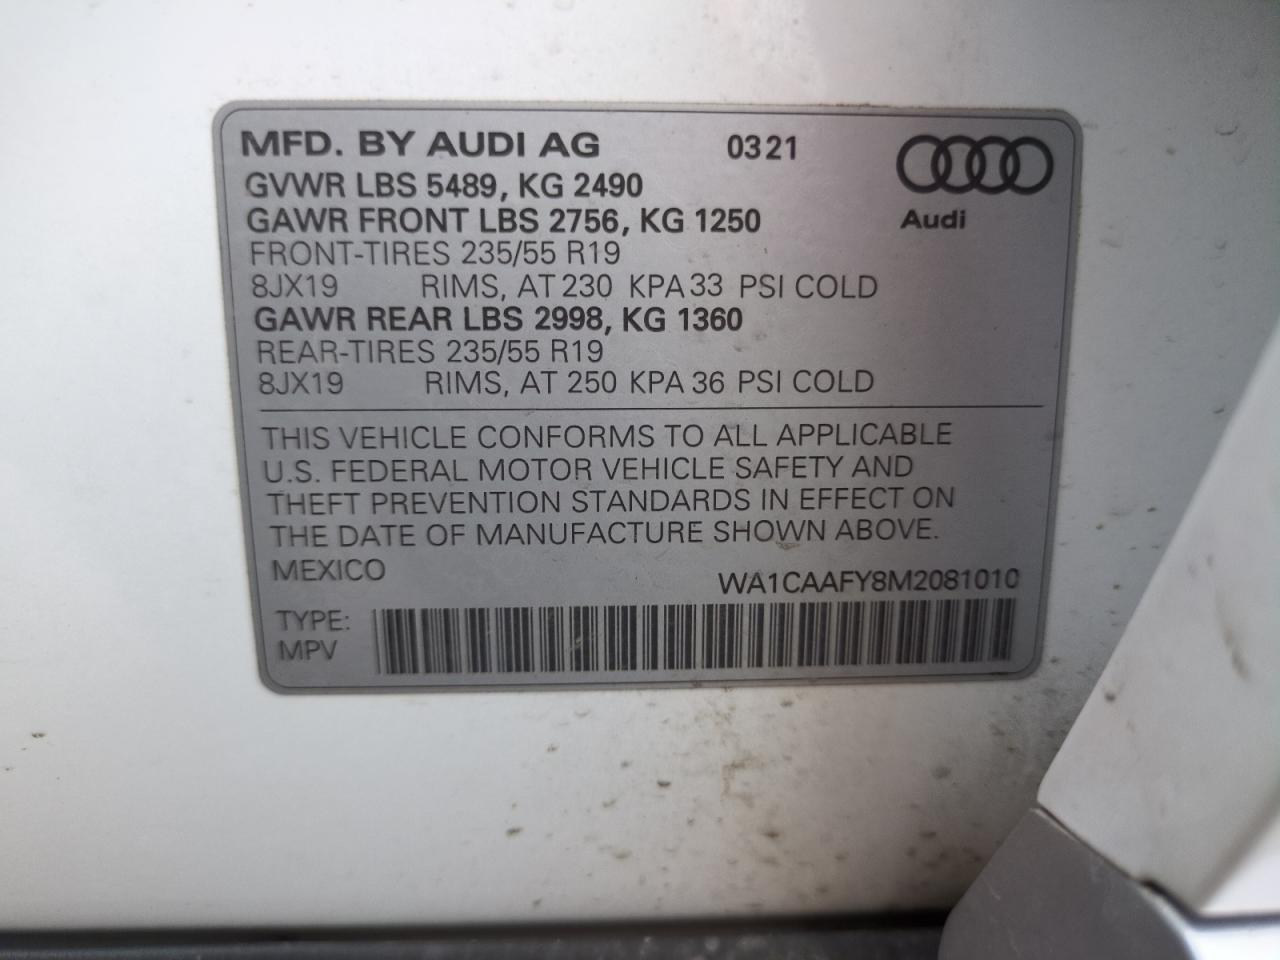 MFD. BY AUDI AG 0321
GVWR LBS 5489, KG 2490
GAWR FRONT LBS 2756, KG 1250
Audi
FRONT-TIRES 235/55 R19
8JX19 RIMS, AT 230 KPA 33 PSI COLD
GAWR REAR LBS 2998, KG 1360
REAR-TIRES 235/55 R19
8JX19 RIMS, AT 250 KPA 36 PSI COLD
THIS VEHICLE CONFORMS TO ALL APPLICABLE
U.S. FEDERAL MOTOR VEHICLE SAFETY AND
THEFT PREVENTION STANDARDS IN EFFECT ON
THE DATE OF MANUFACTURE SHOWN ABOVE.
MEXICO WA1CAAFY8M2081010
TYPE:
MPV